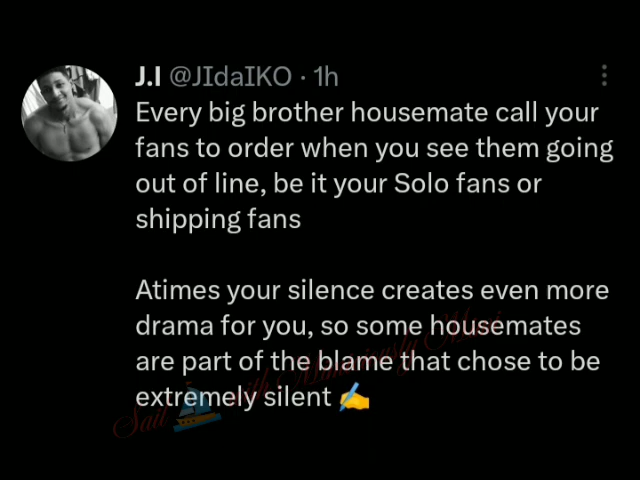 J.I @JIdaIKO · 1h
Every big brother housemate call your
fans to order when you see them going
out of line, be it your Solo fans or
shipping fans
Atimes your silence creates even more
drama for you, so some housemates
are part of the blame that chose to be
extremely silent ✍️
Sail ⛵ with